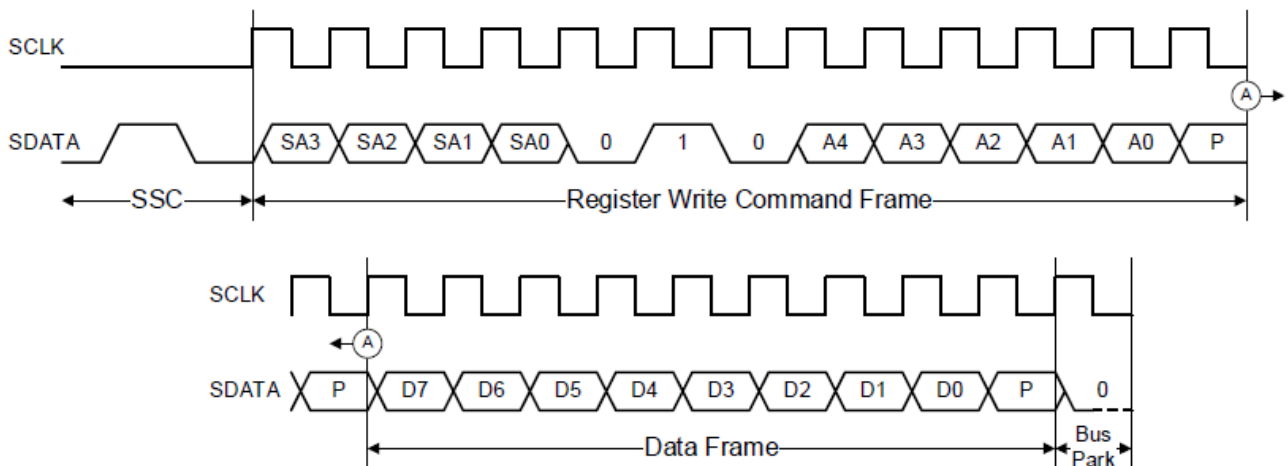 SCLK
A
SDATA SA3 SA2 SA1 SA0 0 1 0 A4 A3 A2 A1 A0 P
SSC Register Write Command Frame
SCLK
A
SDATA P D7 D6 D5 D4 D3 D2 D1 D0 P 0
Data Frame Bus
Park